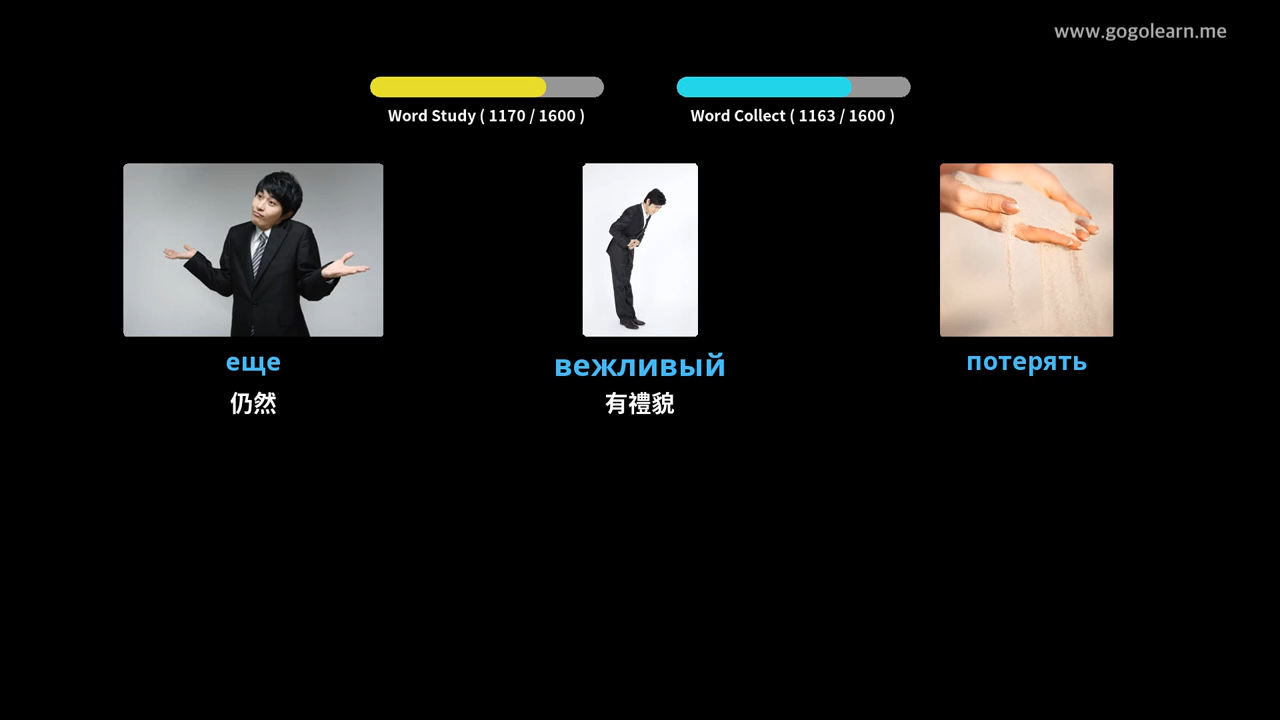 www.gogolearn.me
Word Study ( 1170 / 1600 )
Word Collect ( 1163 / 1600 )
еще
вежливый
потерять
仍然
有禮貌